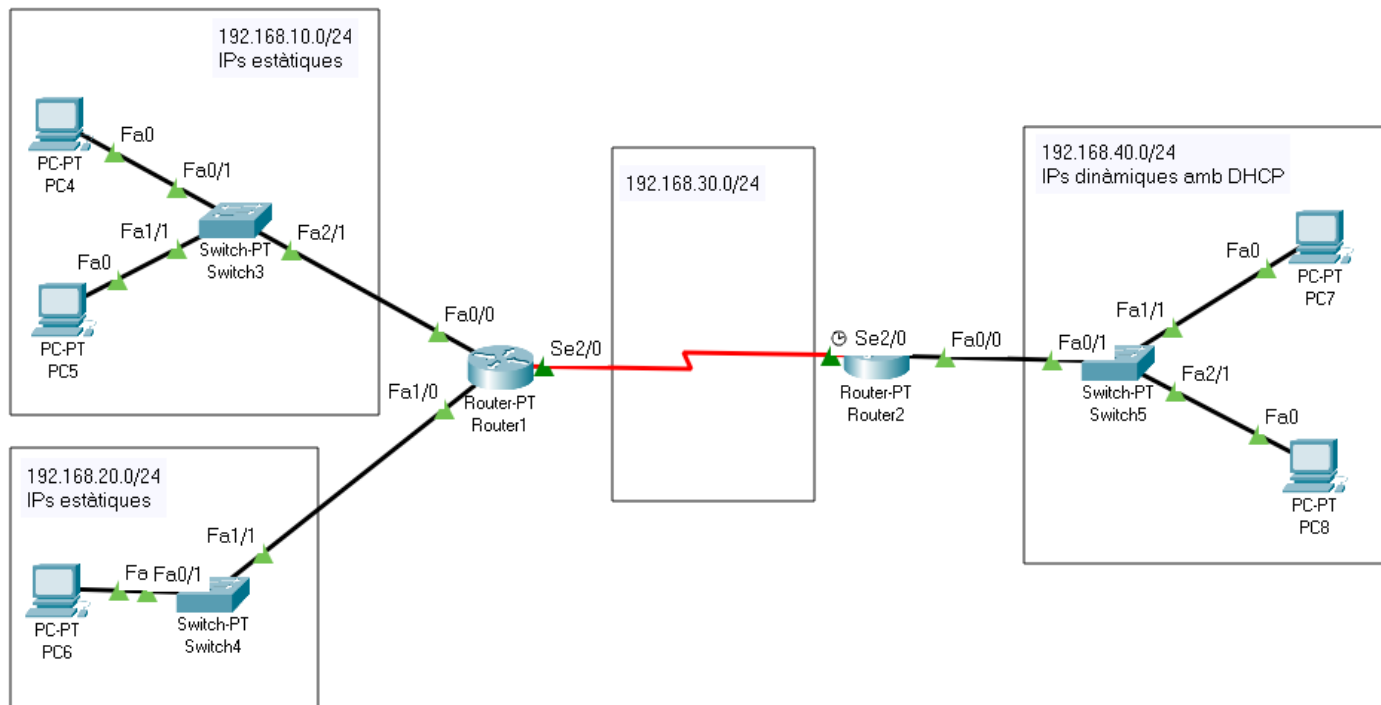 192.168.10.0/24
IPs estàtiques
Fa0
PC-PT
PC4
Fa0/1
Fa1/1
Fa0
PC-PT
PC5
Switch-PT
Switch3
Fa2/1
Fa0/0
Fa1/0
Router-PT
Router1
Se2/0
192.168.20.0/24
IPs estàtiques
Fa1/1
Fa
Fa0/1
PC-PT
PC6
Switch-PT
Switch4
192.168.30.0/24
Se2/0
Router-PT
Router2
Fa0/0
192.168.40.0/24
IPs dinàmiques amb DHCP
Fa0/1
Fa1/1
Fa0
PC-PT
PC7
Switch-PT
Switch5
Fa2/1
Fa0
PC-PT
PC8